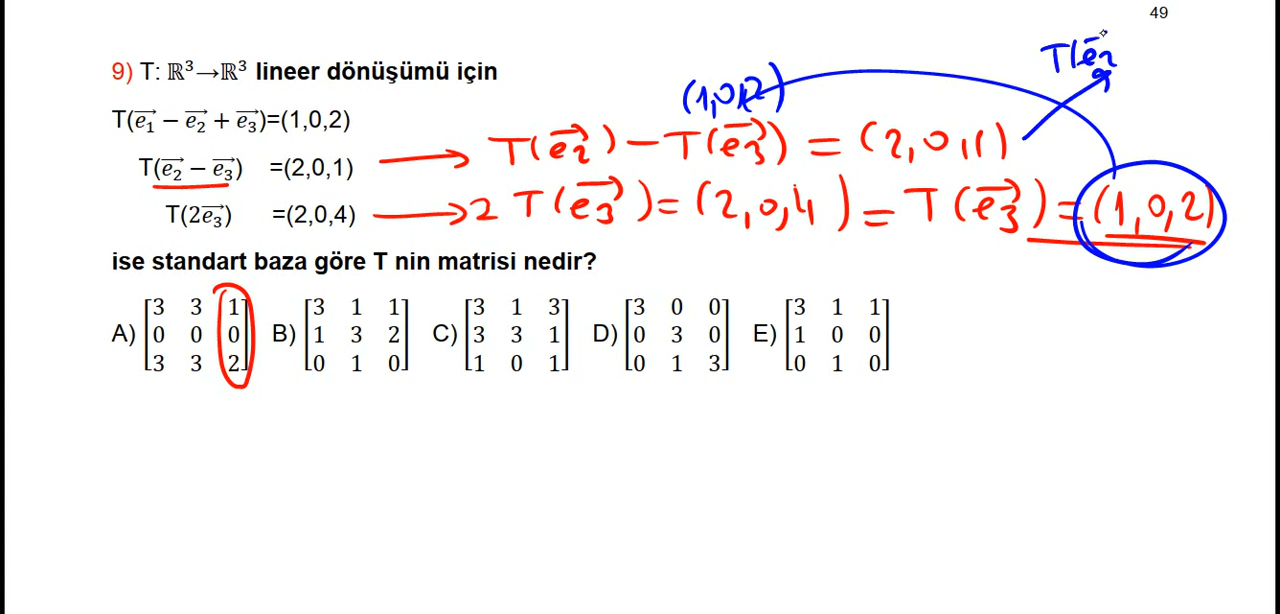 49
9) T: ℝ³→ℝ³ lineer dönüşümü için
T(e₁⃗ − e₂⃗ + e₃⃗)=(1,0,2)
T(e₂⃗ − e₃⃗) =(2,0,1)
T(2e₃⃗) =(2,0,4)
(1,0,2)
T(e₂
T(e₂) − T(e₃) = (2,0,1)
2 T(e₃) = (2,0,4) = T(e₃) = (1,0,2)
ise standart baza göre T nin matrisi nedir?
A) [3 3 1] B) [3 1 1] C) [3 1 3] D) [3 0 0] E) [3 1 1]
[0 0 0] [1 3 2] [3 3 1] [0 3 0] [1 0 0]
[3 3 2] [0 1 0] [1 0 1] [0 1 3] [0 1 0]